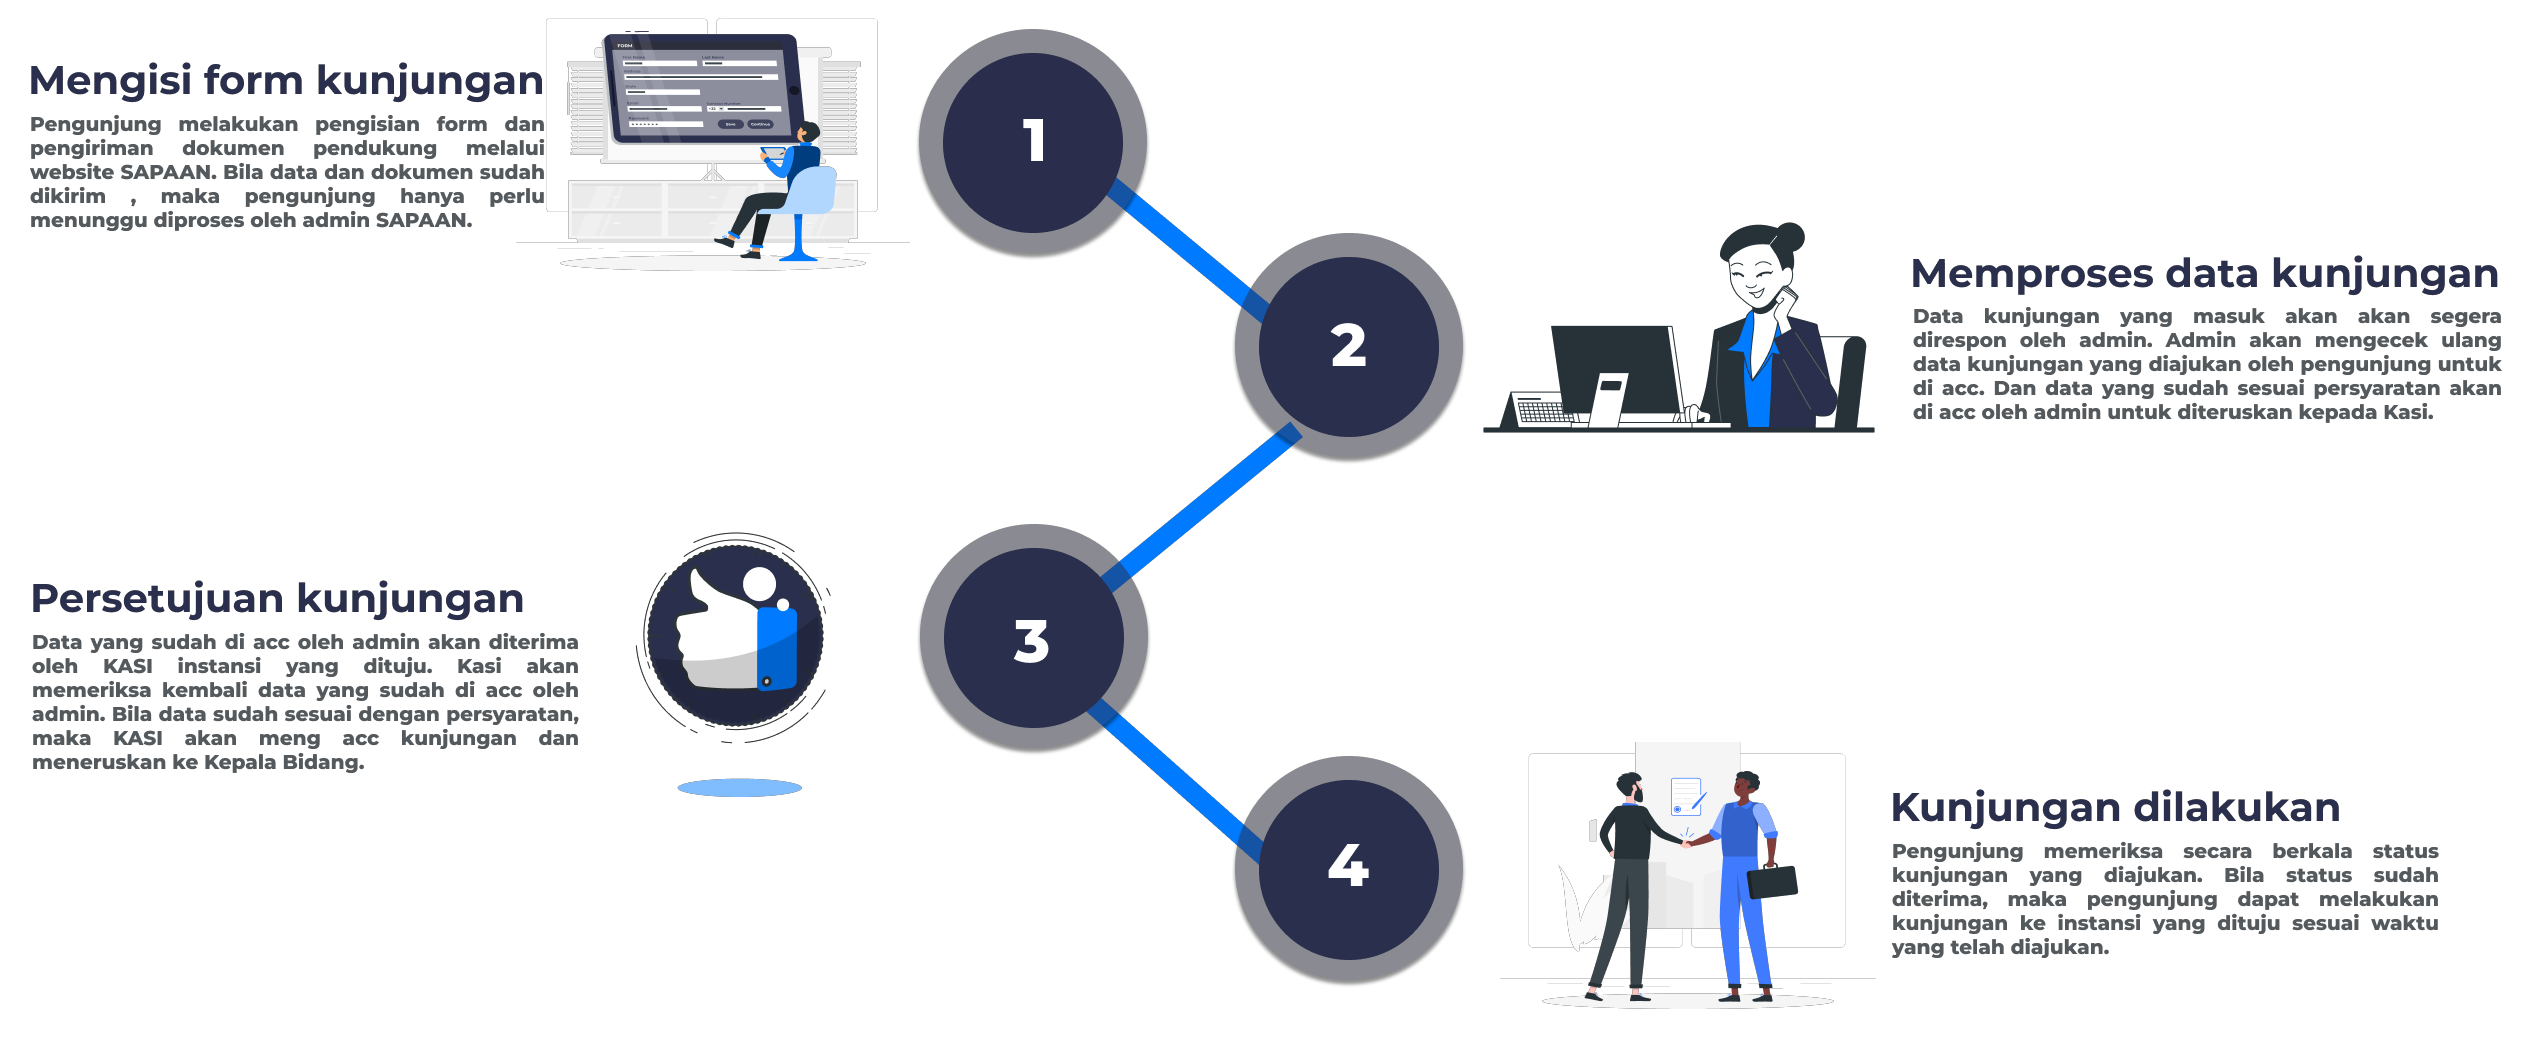 Mengisi form kunjungan
Pengunjung melakukan pengisian form dan
pengiriman dokumen pendukung melalui
website SAPAAN. Bila data dan dokumen sudah
dikirim , maka pengunjung hanya perlu
menunggu diproses oleh admin SAPAAN.
FORM
Save
Continue
1
2
Memproses data kunjungan
Data kunjungan yang masuk akan akan segera
direspon oleh admin. Admin akan mengecek ulang
data kunjungan yang diajukan oleh pengunjung untuk
di acc. Dan data yang sudah sesuai persyaratan akan
di acc oleh admin untuk diteruskan kepada Kasi.
Persetujuan kunjungan
Data yang sudah di acc oleh admin akan diterima
oleh KASI instansi yang dituju. Kasi akan
memeriksa kembali data yang sudah di acc oleh
admin. Bila data sudah sesuai dengan persyaratan,
maka KASI akan meng acc kunjungan dan
meneruskan ke Kepala Bidang.
3
4
Kunjungan dilakukan
Pengunjung memeriksa secara berkala status
kunjungan yang diajukan. Bila status sudah
diterima, maka pengunjung dapat melakukan
kunjungan ke instansi yang dituju sesuai waktu
yang telah diajukan.